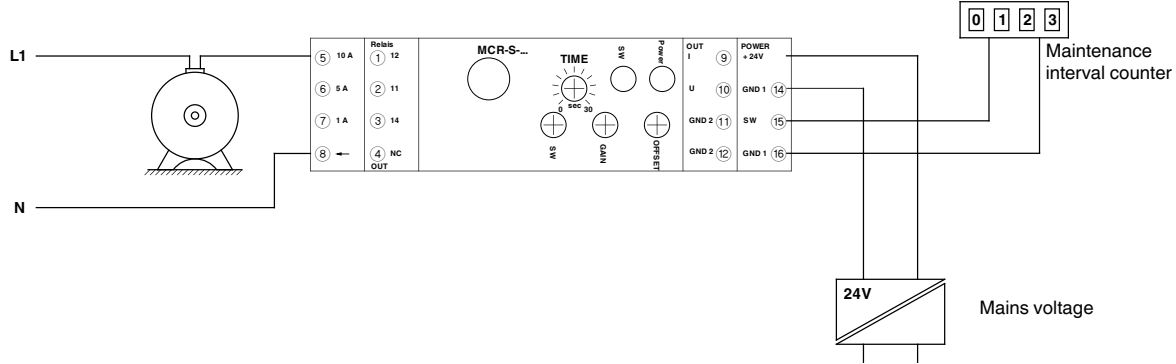 0 1 2 3
Maintenance
interval counter
L1
N
5 10 A
6 5 A
7 1 A
8 ←
Relais
1 12
2 11
3 14
4 NC
OUT
MCR-S-...
TIME
0 sec 30
SW
Power
SW
GAIN
OFFSET
OUT
I 9
U 10
GND 2 11
GND 2 12
POWER
+ 24V
GND 1 14
SW 15
GND 1 16
24V
Mains voltage